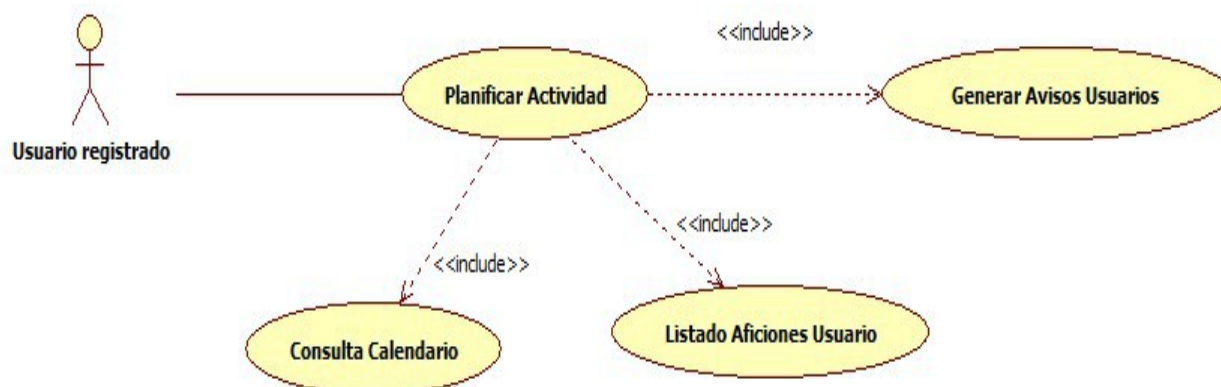 <<include>>
Planificar Actividad
Generar Avisos Usuarios
Usuario registrado
<<include>>
<<include>>
Listado Aficiones Usuario
Consulta Calendario